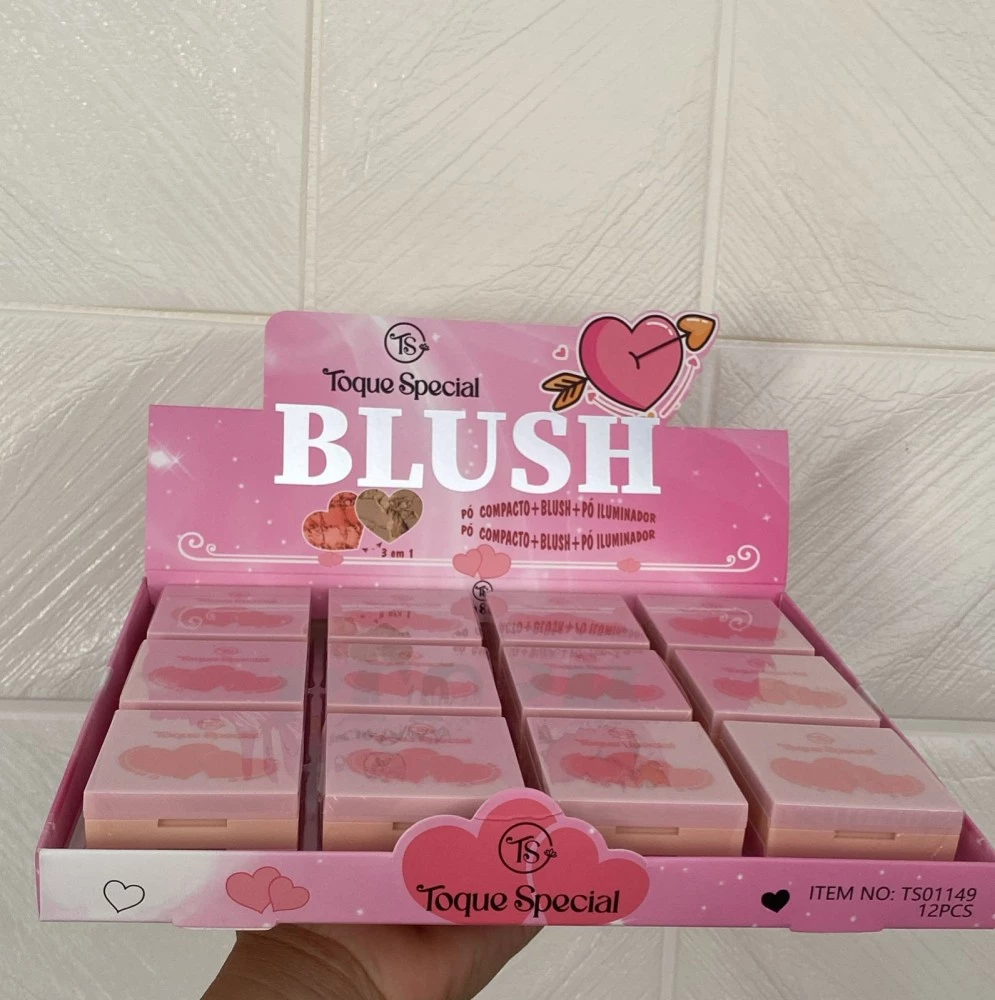 TS
Toque Special
BLUSH
PÓ COMPACTO+BLUSH+PÓ ILUMINADOR
PÓ COMPACTO+BLUSH+PÓ ILUMINADOR
3 em 1
TS
Toque Special
ITEM NO: TS01149
12PCS